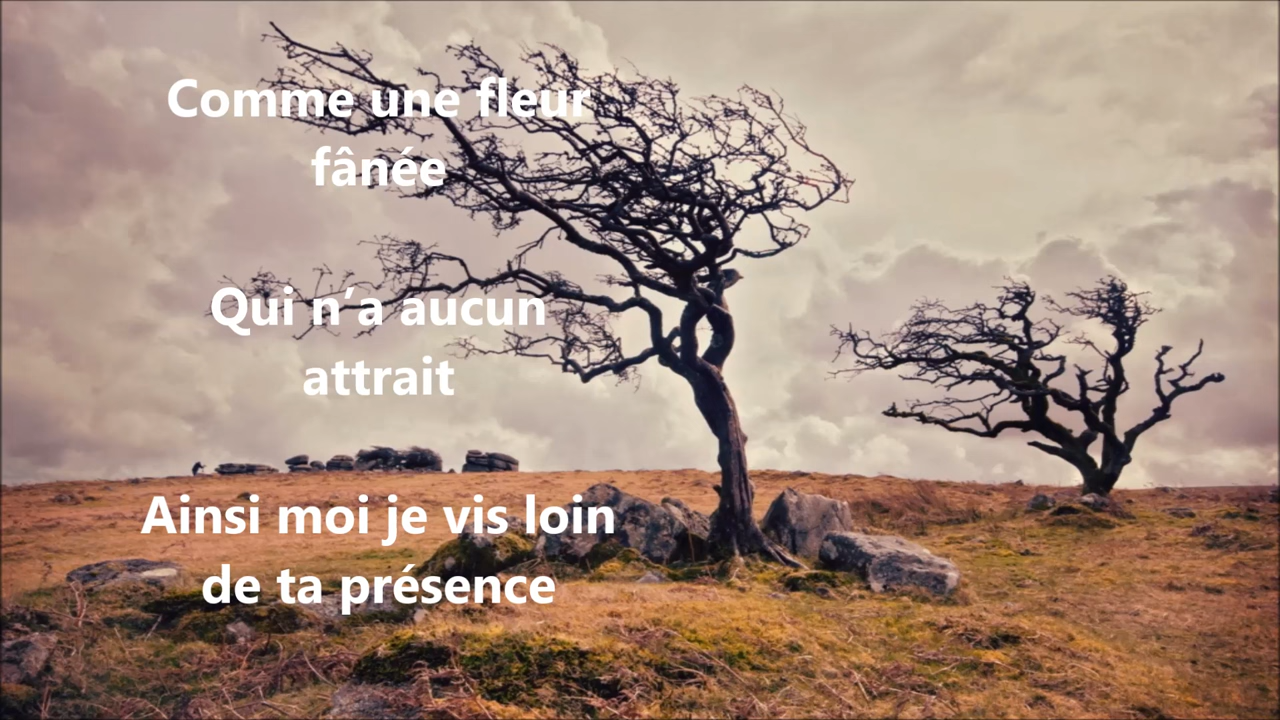 Comme une fleur
fânée
Qui n’a aucun
attrait
Ainsi moi je vis loin
de ta présence